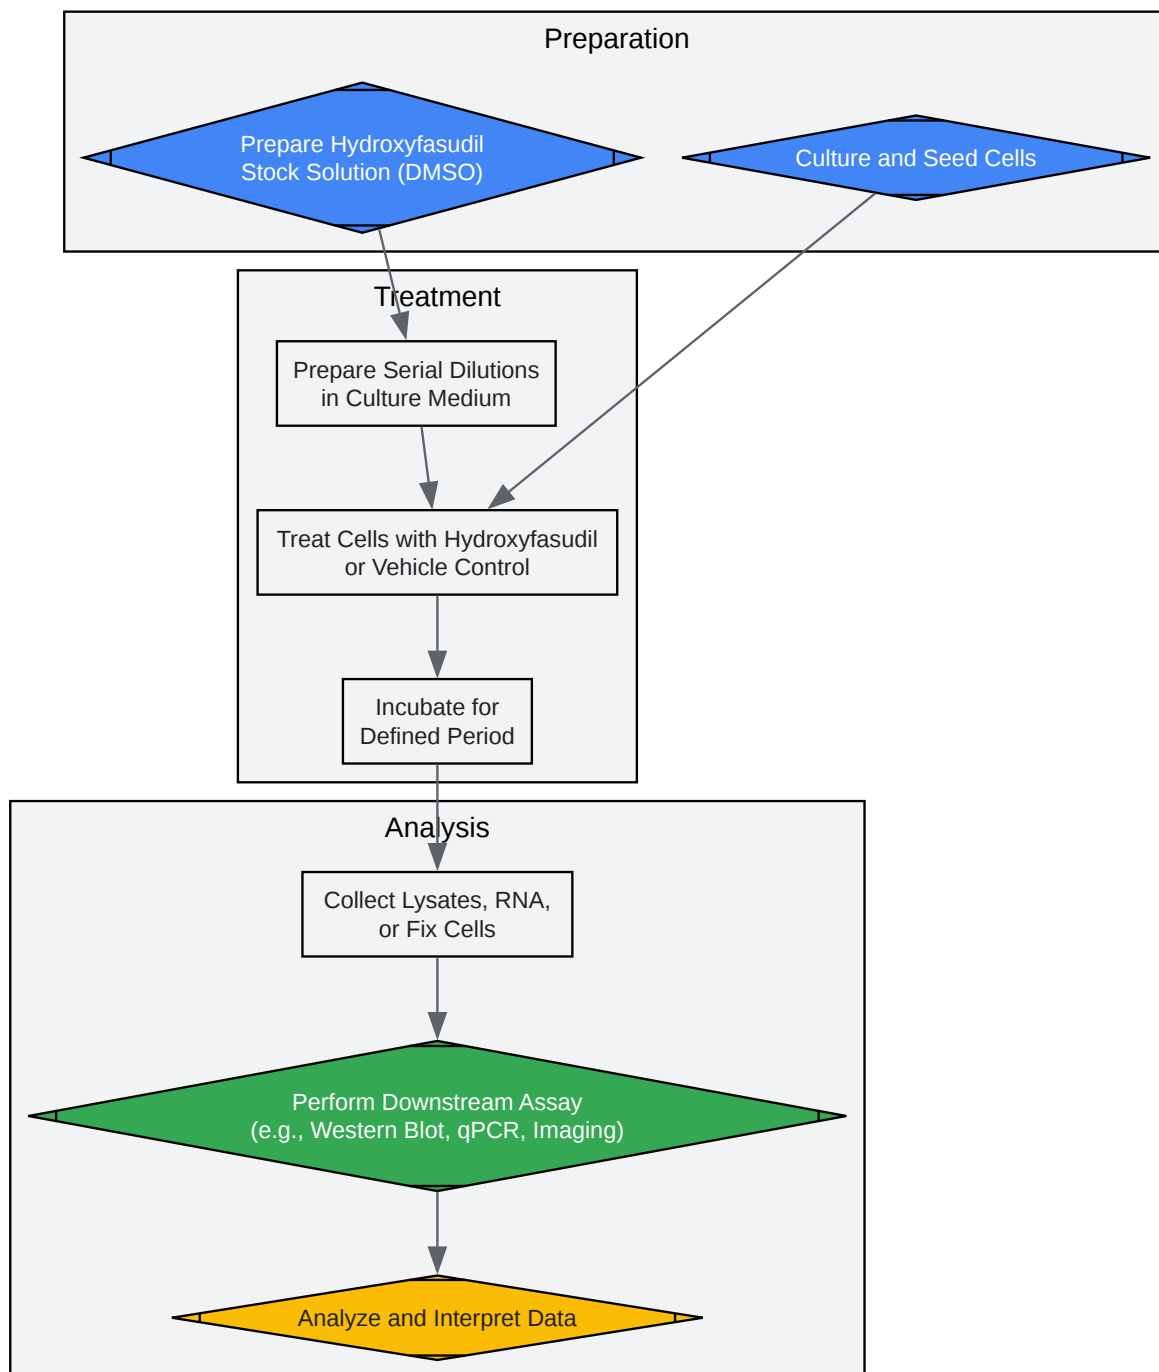 Preparation
Prepare Hydroxyfasudil
Stock Solution (DMSO)
Culture and Seed Cells
Treatment
Prepare Serial Dilutions
in Culture Medium
Treat Cells with Hydroxyfasudil
or Vehicle Control
Incubate for
Defined Period
Analysis
Collect Lysates, RNA,
or Fix Cells
Perform Downstream Assay
(e.g., Western Blot, qPCR, Imaging)
Analyze and Interpret Data